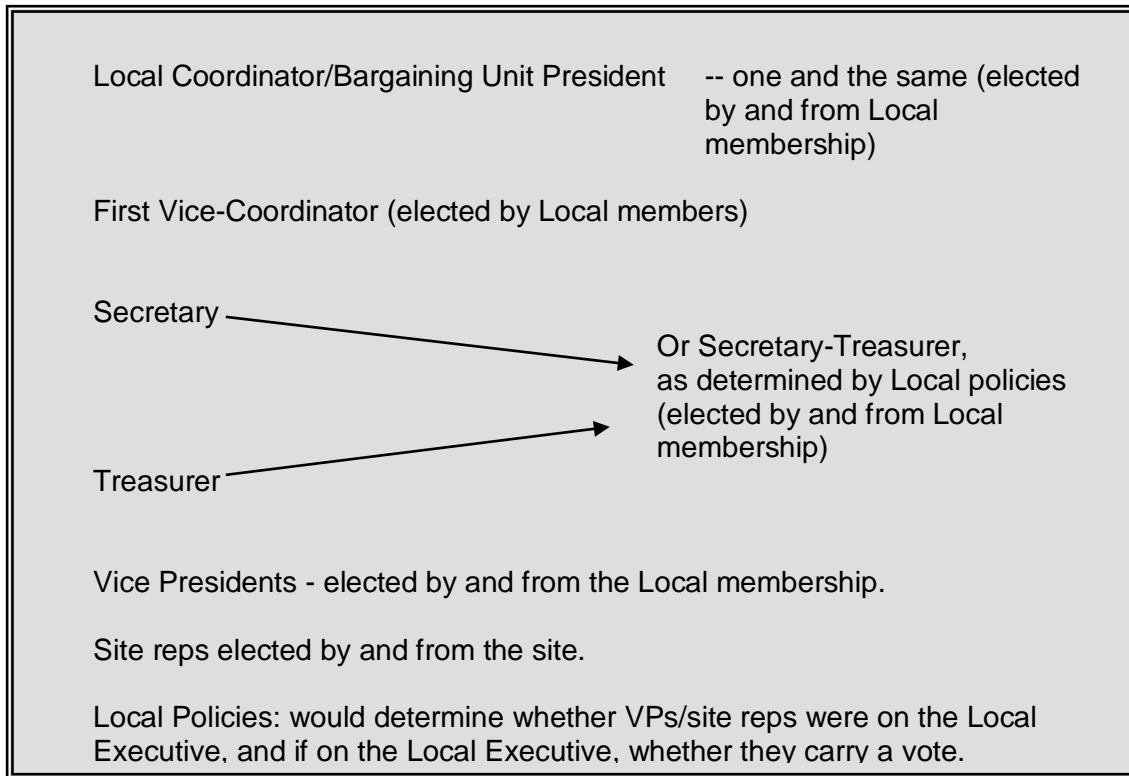 Local Coordinator/Bargaining Unit President -- one and the same (elected
by and from Local
membership)
First Vice-Coordinator (elected by Local members)
Secretary
Or Secretary-Treasurer,
as determined by Local policies
(elected by and from Local
membership)
Treasurer
Vice Presidents - elected by and from the Local membership.
Site reps elected by and from the site.
Local Policies: would determine whether VPs/site reps were on the Local
Executive, and if on the Local Executive, whether they carry a vote.